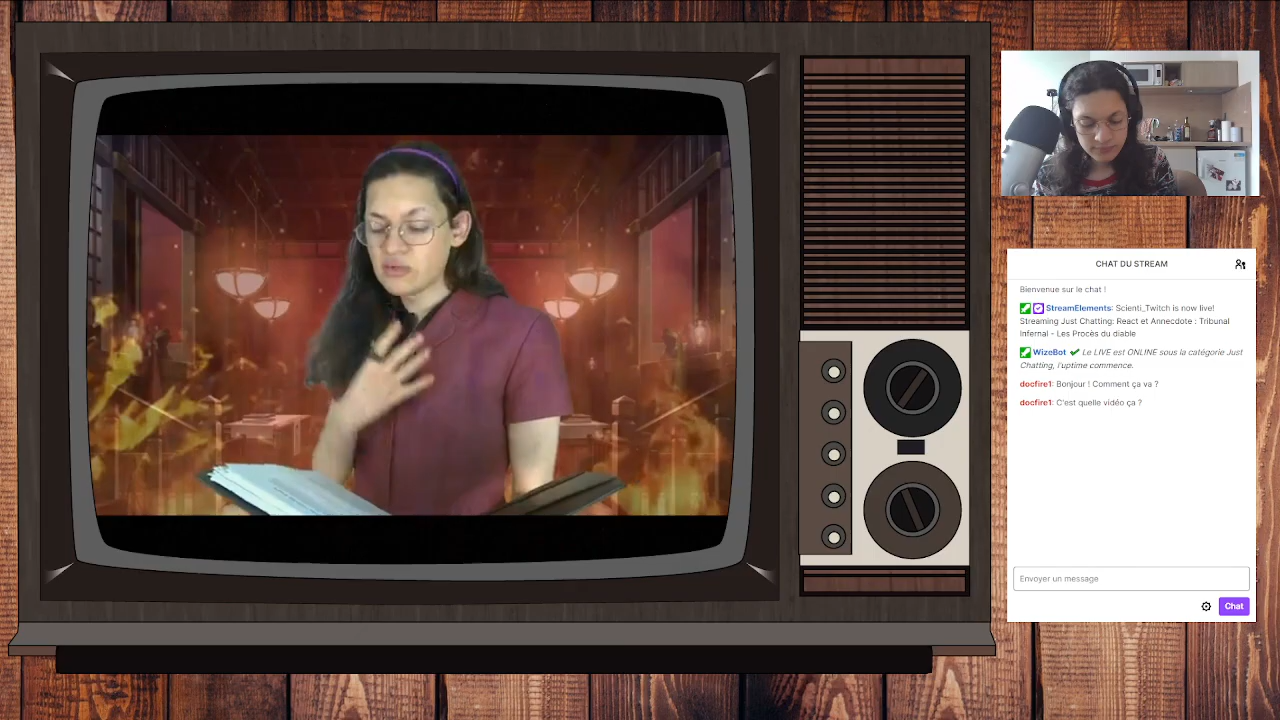 CHAT DU STREAM
Bienvenue sur le chat !
StreamElements: Scienti_Twitch is now live!
Streaming Just Chatting: React et Annecdote : Tribunal
Infernal - Les Procès du diable
WizeBot Le LIVE est ONLINE sous la catégorie Just
Chatting, l'uptime commence.
docfire1: Bonjour ! Comment ça va ?
docfire1: C'est quelle vidéo ça ?
Envoyer un message
Chat